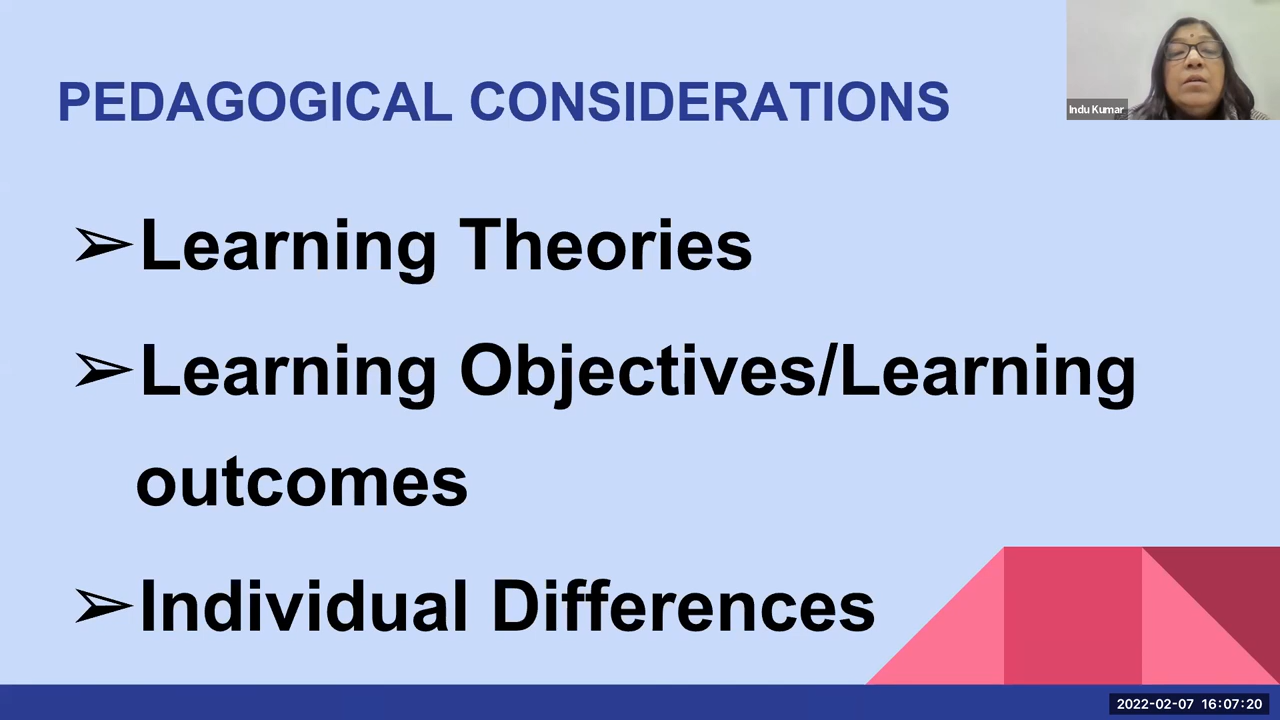 PEDAGOGICAL CONSIDERATIONS
Indu Kumar
➢Learning Theories
➢Learning Objectives/Learning
outcomes
➢Individual Differences
2022-02-07 16:07:20